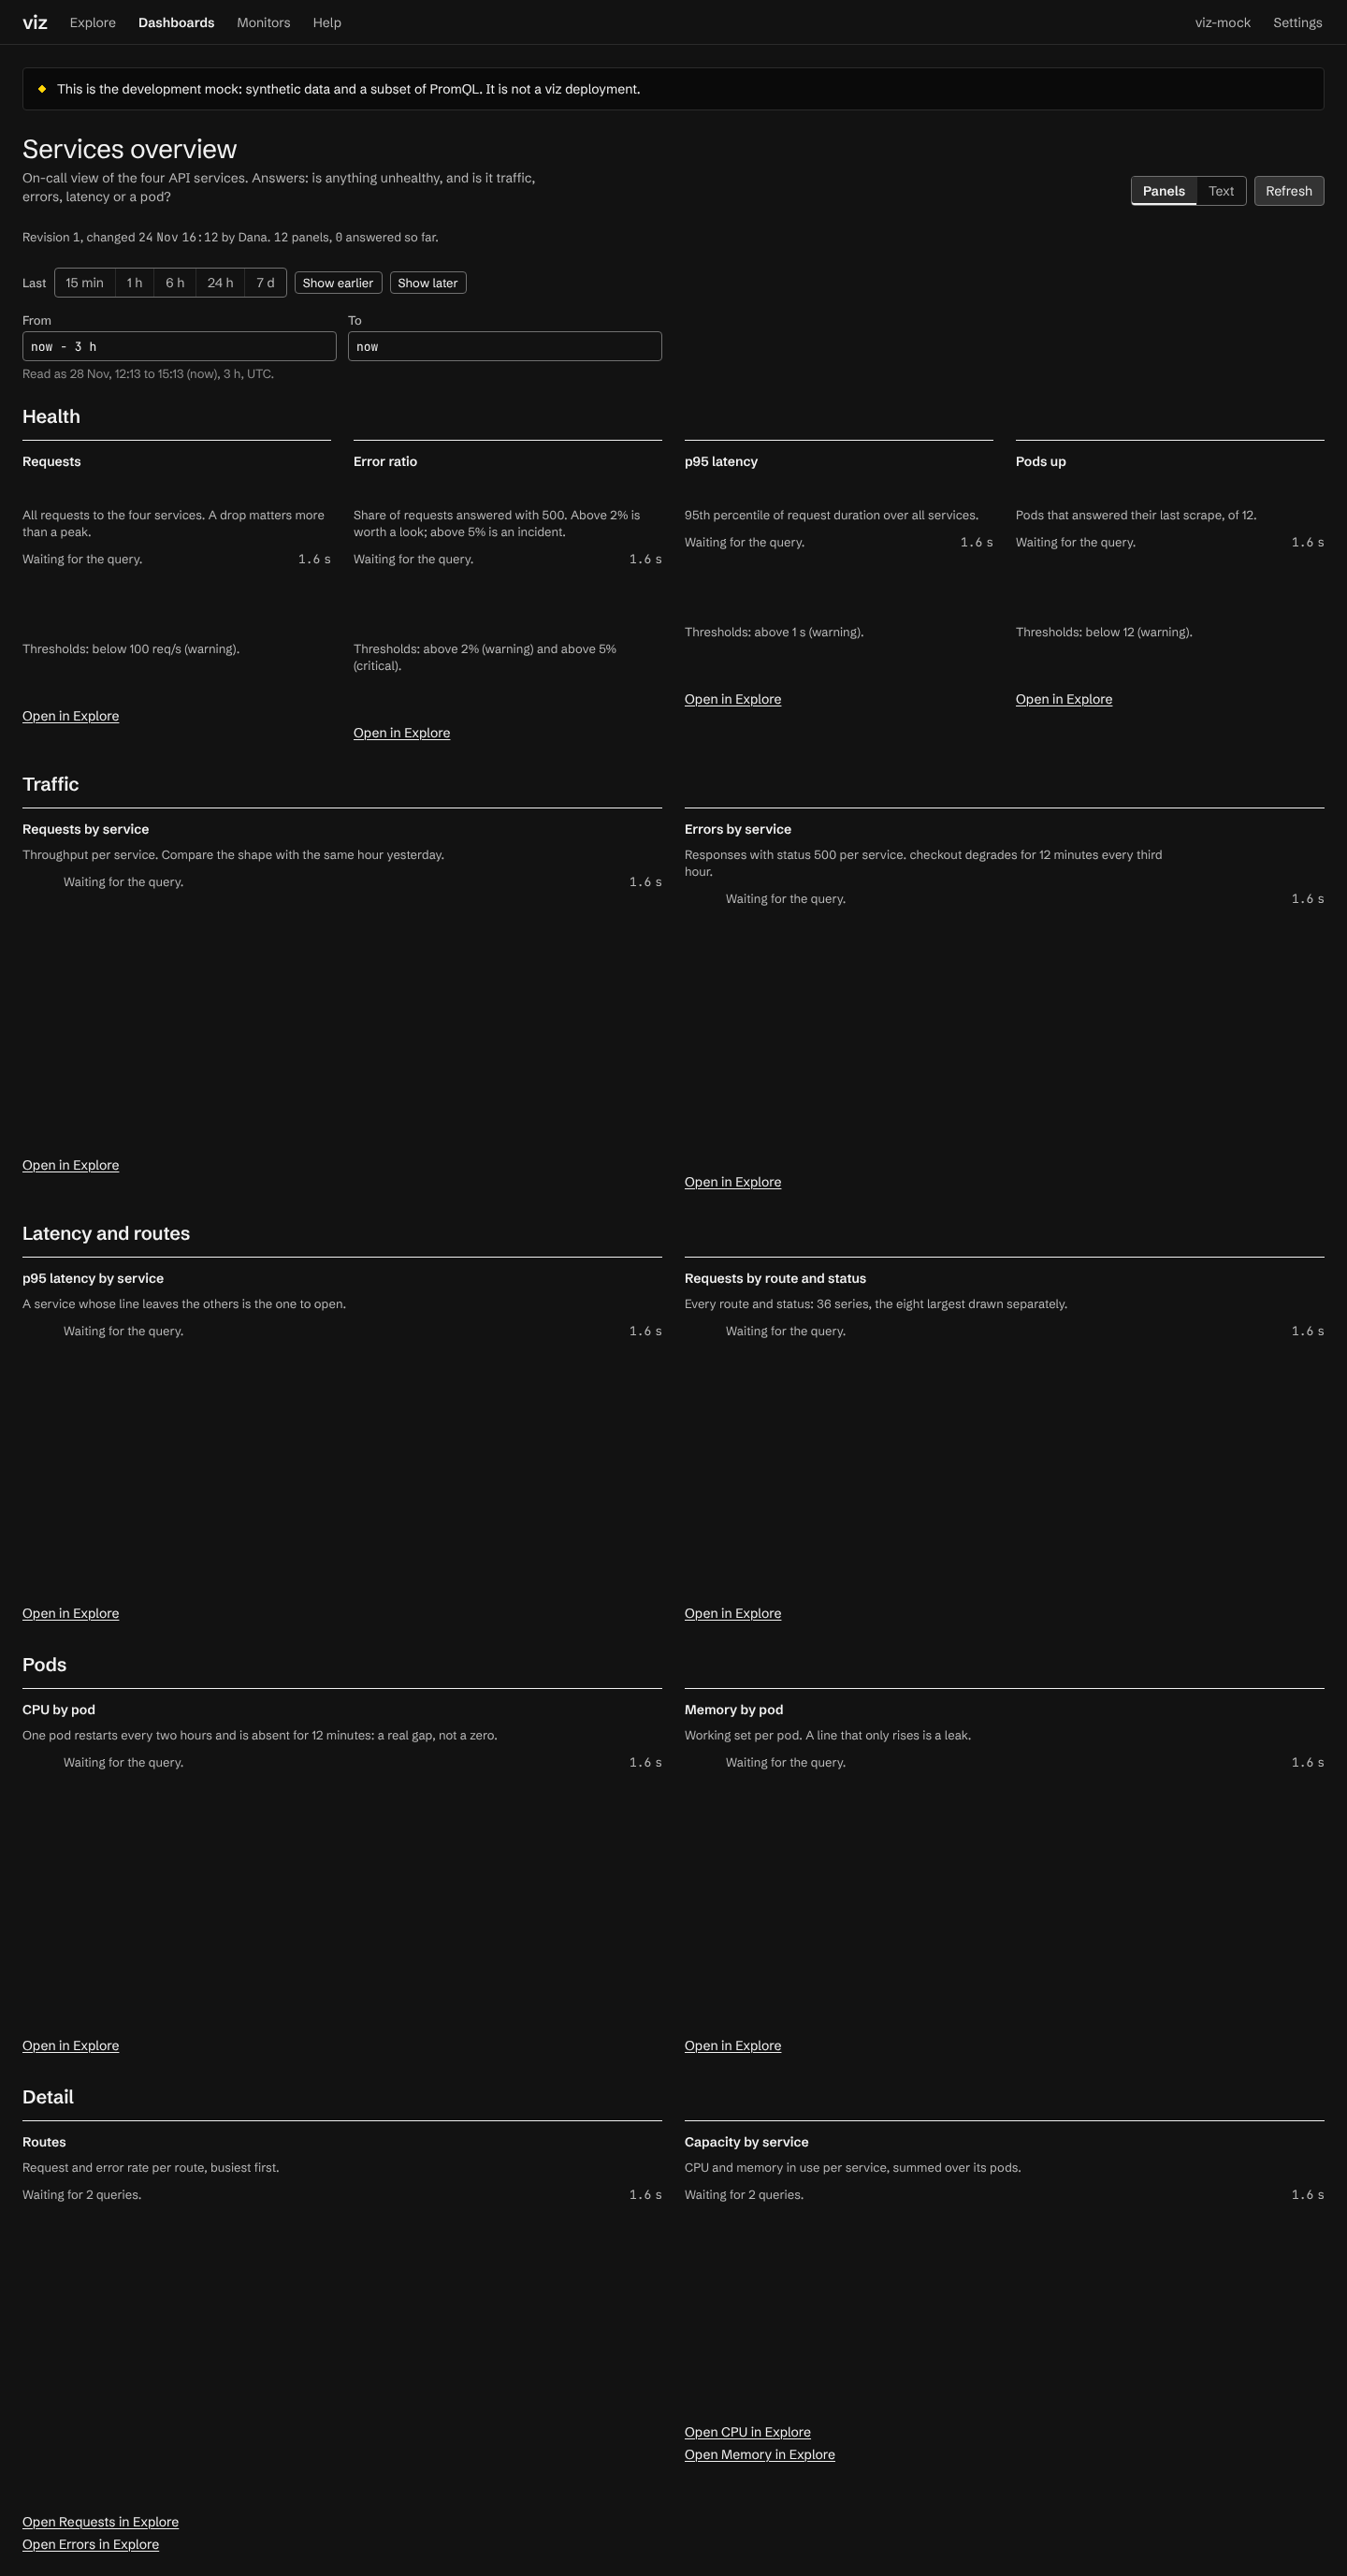 viz Explore Dashboards Monitors Help viz-mock Settings
This is the development mock: synthetic data and a subset of PromQL. It is not a viz deployment.
Services overview
On-call view of the four API services. Answers: is anything unhealthy, and is it traffic,
errors, latency or a pod?
Panels Text Refresh
Revision 1, changed 24 Nov 16:12 by Dana. 12 panels, 0 answered so far.
Last 15 min 1 h 6 h 24 h 7 d Show earlier Show later
From To
now - 3 h now
Read as 28 Nov, 12:13 to 15:13 (now), 3 h, UTC.
Health
Requests
All requests to the four services. A drop matters more
than a peak.
Waiting for the query. 1.6 s
Thresholds: below 100 req/s (warning).
Open in Explore
Error ratio
Share of requests answered with 500. Above 2% is
worth a look; above 5% is an incident.
Waiting for the query. 1.6 s
Thresholds: above 2% (warning) and above 5%
(critical).
Open in Explore
p95 latency
95th percentile of request duration over all services.
Waiting for the query. 1.6 s
Thresholds: above 1 s (warning).
Open in Explore
Pods up
Pods that answered their last scrape, of 12.
Waiting for the query. 1.6 s
Thresholds: below 12 (warning).
Open in Explore
Traffic
Requests by service
Throughput per service. Compare the shape with the same hour yesterday.
Waiting for the query. 1.6 s
Open in Explore
Errors by service
Responses with status 500 per service. checkout degrades for 12 minutes every third
hour.
Waiting for the query. 1.6 s
Open in Explore
Latency and routes
p95 latency by service
A service whose line leaves the others is the one to open.
Waiting for the query. 1.6 s
Open in Explore
Requests by route and status
Every route and status: 36 series, the eight largest drawn separately.
Waiting for the query. 1.6 s
Open in Explore
Pods
CPU by pod
One pod restarts every two hours and is absent for 12 minutes: a real gap, not a zero.
Waiting for the query. 1.6 s
Open in Explore
Memory by pod
Working set per pod. A line that only rises is a leak.
Waiting for the query. 1.6 s
Open in Explore
Detail
Routes
Request and error rate per route, busiest first.
Waiting for 2 queries. 1.6 s
Open Requests in Explore
Open Errors in Explore
Capacity by service
CPU and memory in use per service, summed over its pods.
Waiting for 2 queries. 1.6 s
Open CPU in Explore
Open Memory in Explore